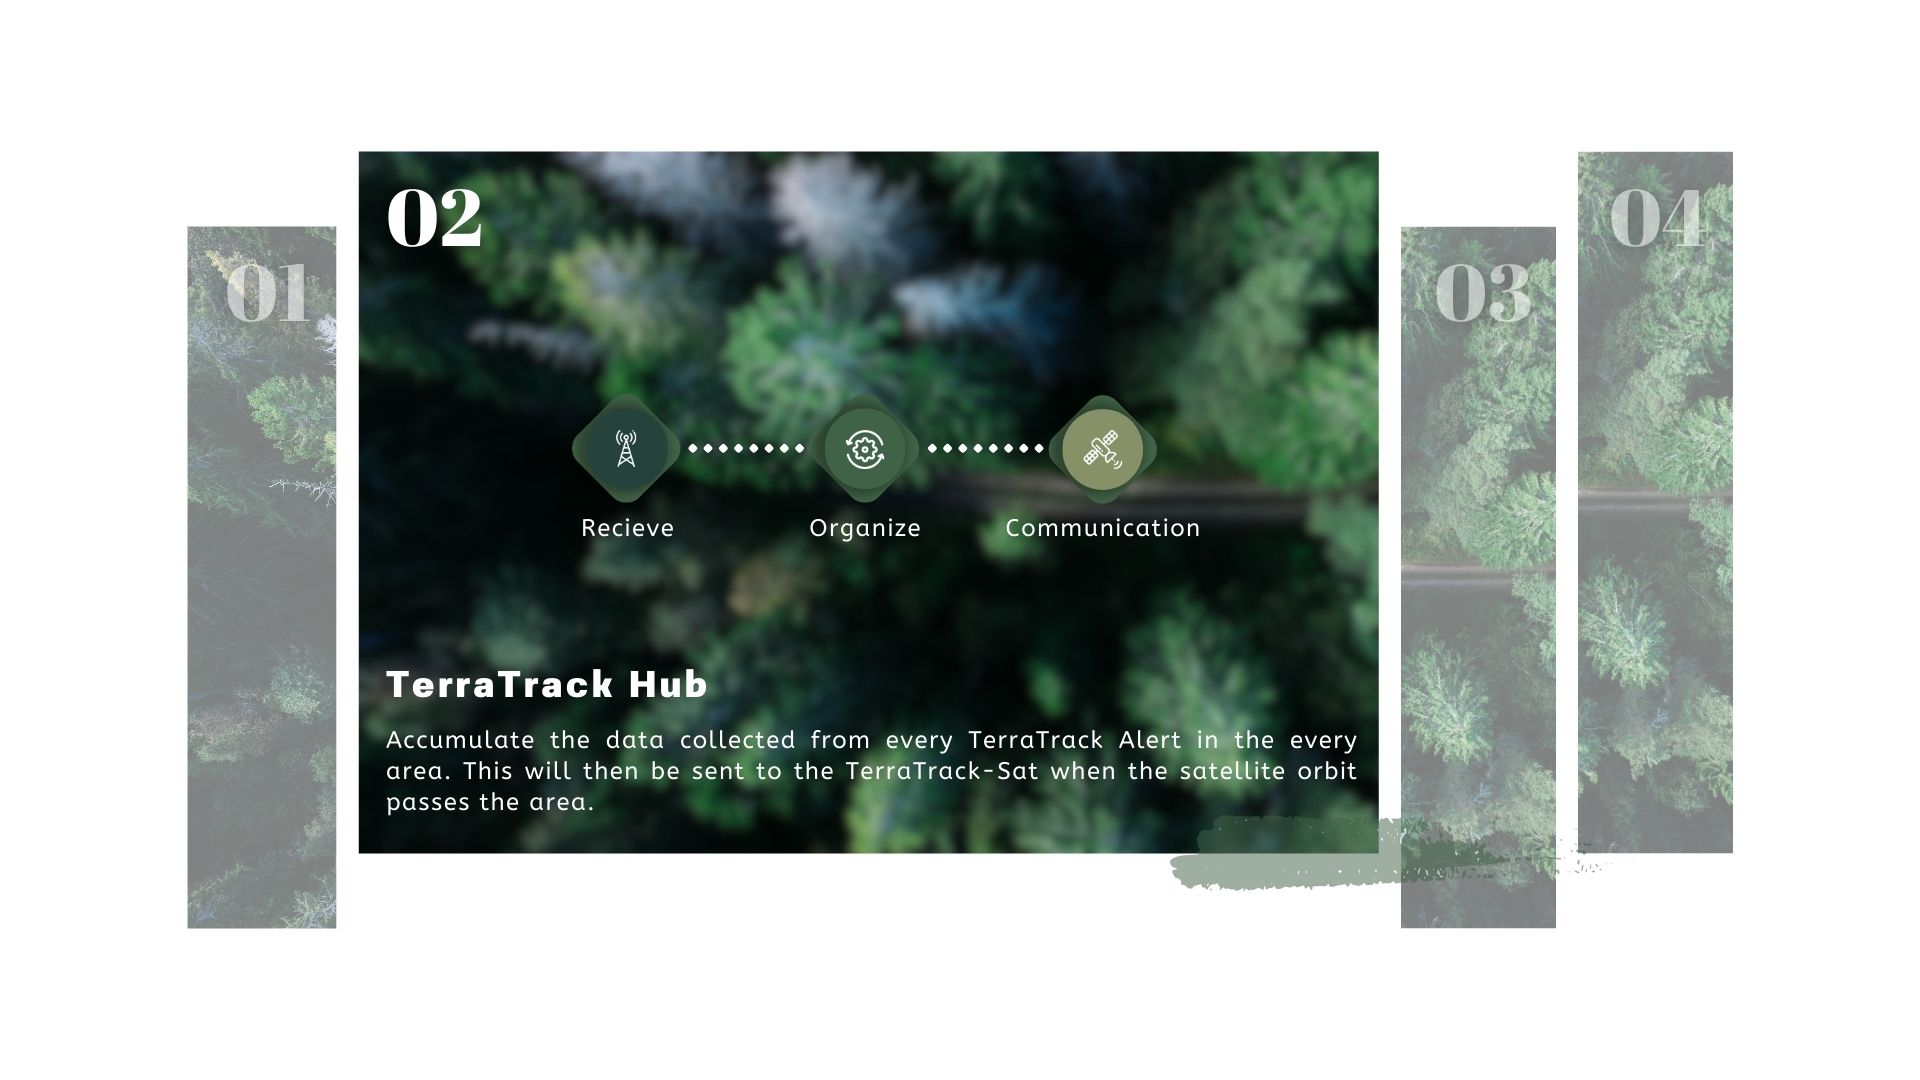 01
02
03
04
Recieve
Organize
Communication
TerraTrack Hub
Accumulate the data collected from every TerraTrack Alert in the every
area. This will then be sent to the TerraTrack-Sat when the satellite orbit
passes the area.